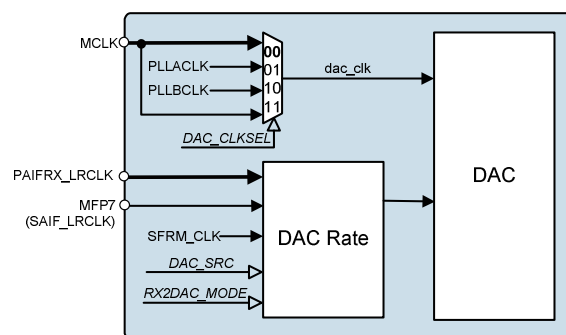 MCLK
00
PLLACLK
01
dac_clk
PLLBCLK
10
11
DAC_CLKSEL
DAC
PAIFRX_LRCLK
MFP7
(SAIF_LRCLK)
SFRM_CLK
DAC Rate
DAC_SRC
RX2DAC_MODE